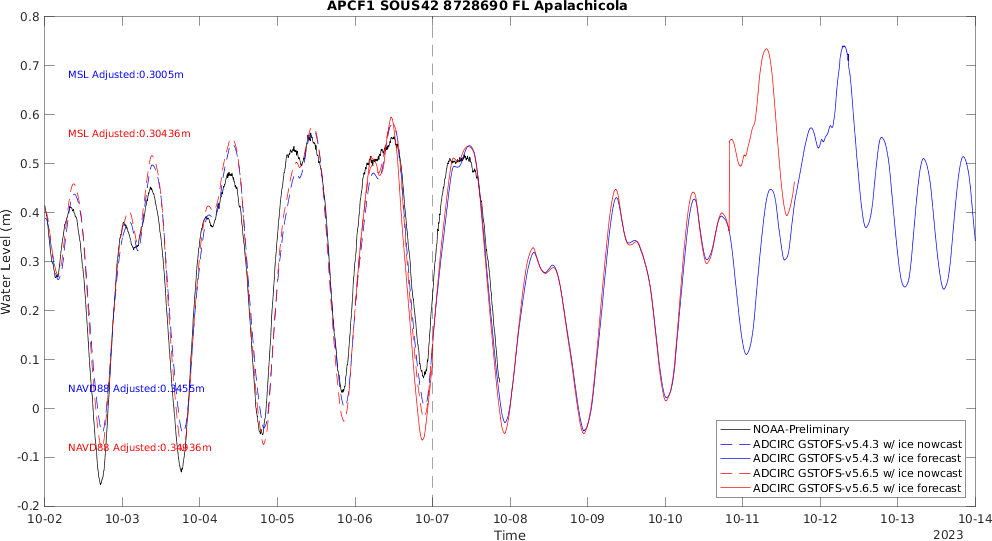 APCF1 SOUS42 8728690 FL Apalachicola
0.8
0.7
0.6
0.5
0.4
0.3
0.2
0.1
0
-0.1
-0.2
Water Level (m)
MSL Adjusted:0.3005m
MSL Adjusted:0.30436m
NAVD88 Adjusted:0.3455m
NAVD88 Adjusted:0.34936m
NOAA-Preliminary
ADCIRC GSTOFS-v5.4.3 w/ ice nowcast
ADCIRC GSTOFS-v5.4.3 w/ ice forecast
ADCIRC GSTOFS-v5.6.5 w/ ice nowcast
ADCIRC GSTOFS-v5.6.5 w/ ice forecast
10-02 10-03 10-04 10-05 10-06 10-07 10-08 10-09 10-10 10-11 10-12 10-13 10-14
Time
2023